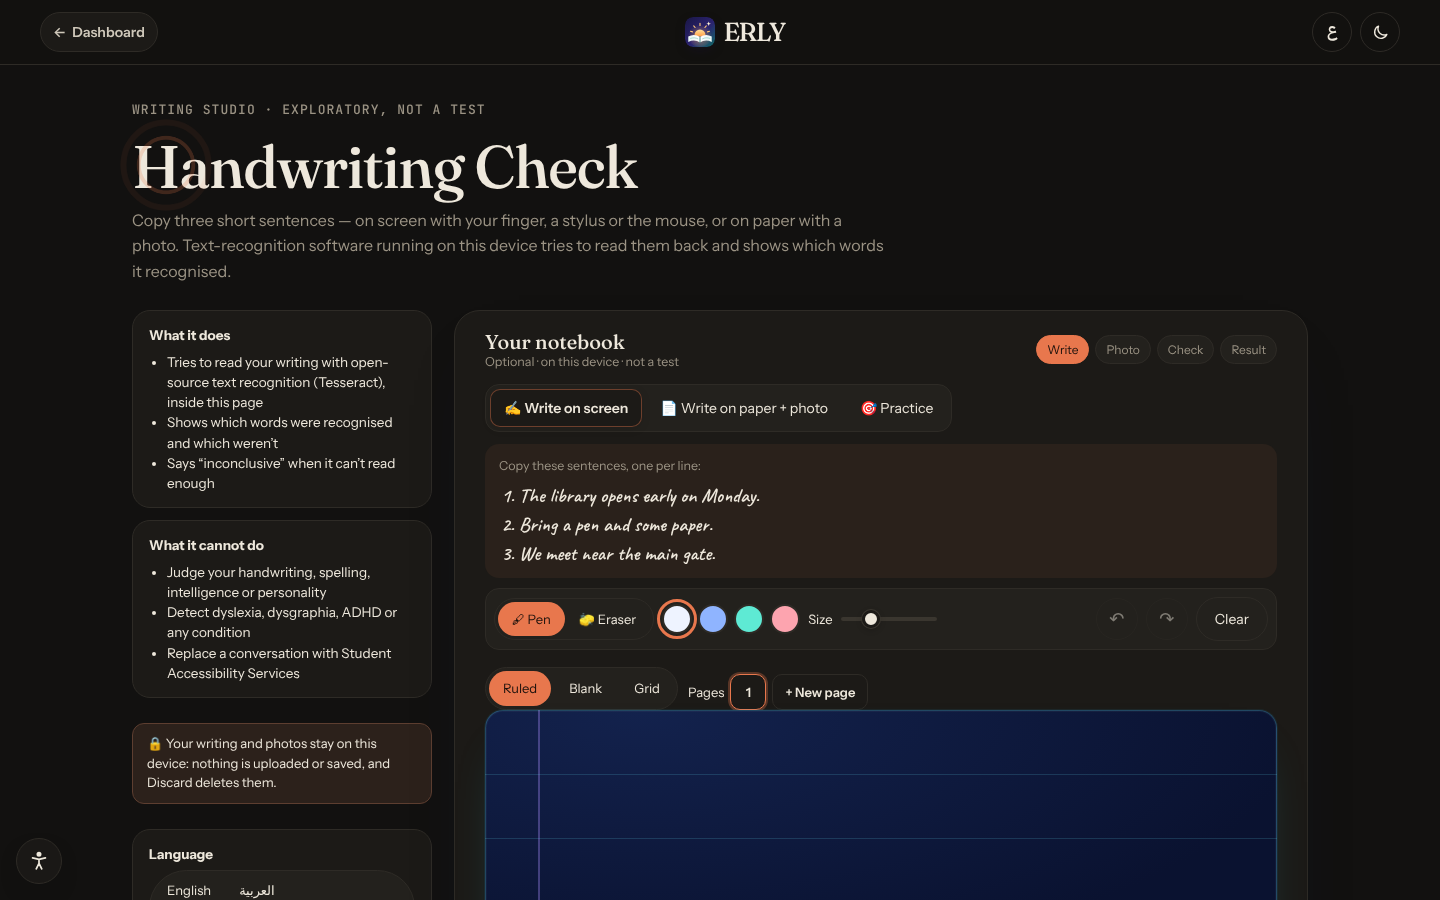 ← Dashboard
ERLY
ع
WRITING STUDIO · EXPLORATORY, NOT A TEST
Handwriting Check
Copy three short sentences — on screen with your finger, a stylus or the mouse, or on paper with a
photo. Text-recognition software running on this device tries to read them back and shows which words
it recognised.
What it does
• Tries to read your writing with open-
source text recognition (Tesseract),
inside this page
• Shows which words were recognised
and which weren't
• Says “inconclusive” when it can't read
enough
What it cannot do
• Judge your handwriting, spelling,
intelligence or personality
• Detect dyslexia, dysgraphia, ADHD or
any condition
• Replace a conversation with Student
Accessibility Services
🔒 Your writing and photos stay on this
device: nothing is uploaded or saved, and
Discard deletes them.
Language
English العربية
Your notebook
Optional · on this device · not a test
Write Photo Check Result
✍️ Write on screen 📄 Write on paper + photo 🎯 Practice
Copy these sentences, one per line:
1. The library opens early on Monday.
2. Bring a pen and some paper.
3. We meet near the main gate.
Pen Eraser Size ↶ ↷ Clear
Ruled Blank Grid Pages 1 + New page